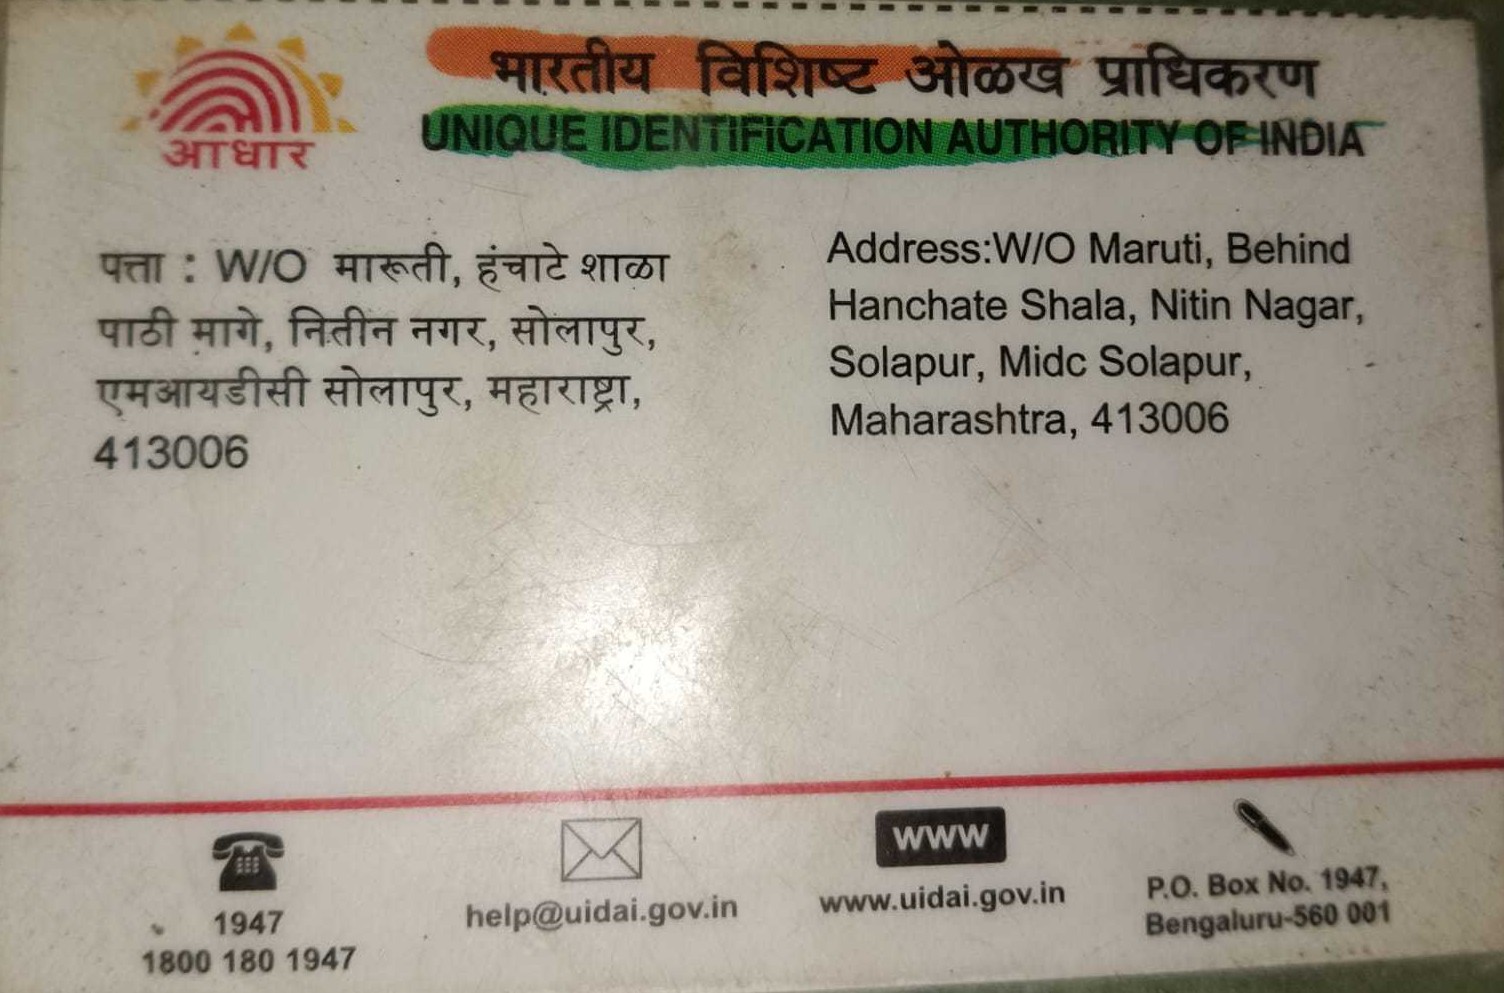 आधार
भारतीय विशिष्ट ओळख प्राधिकरण
UNIQUE IDENTIFICATION AUTHORITY OF INDIA
पत्ता : W/O मारूती, हंचाटे शाळा
पाठी मागे, नितीन नगर, सोलापुर,
एमआयडीसी सोलापुर, महाराष्ट्रा,
413006
Address:W/O Maruti, Behind
Hanchate Shala, Nitin Nagar,
Solapur, Midc Solapur,
Maharashtra, 413006
1947
1800 180 1947
help@uidai.gov.in
www
www.uidai.gov.in
P.O. Box No. 1947,
Bengaluru-560 001